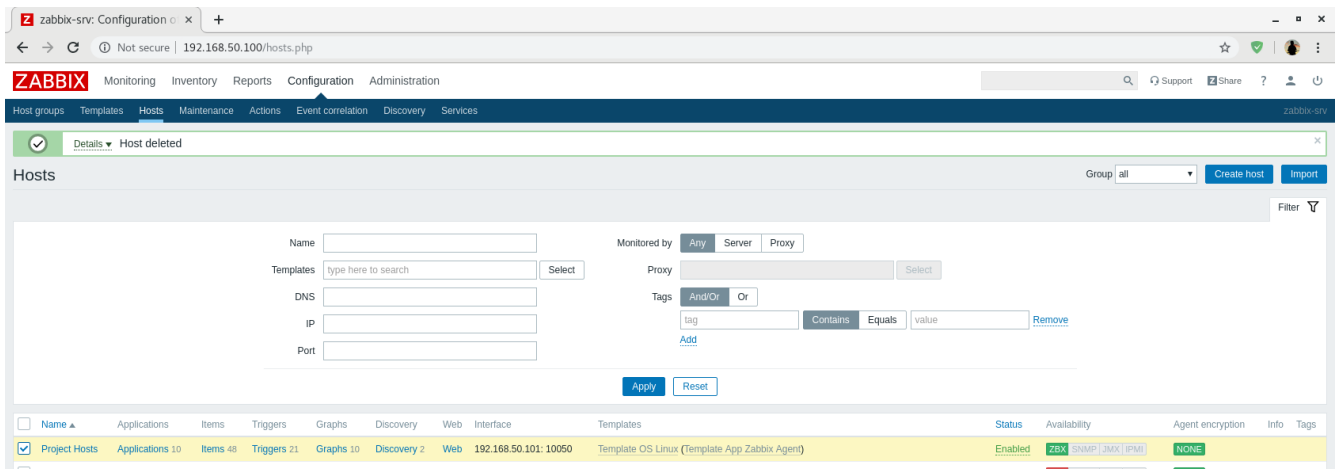 Z zabbix-srv: Configuration o × +
Not secure | 192.168.50.100/hosts.php
ZABBIX Monitoring Inventory Reports Configuration Administration Support Z Share ?
Host groups Templates Hosts Maintenance Actions Event correlation Discovery Services zabbix-srv
Details Host deleted ×
Hosts Group all Create host Import
Filter
Name Monitored by Any Server Proxy
Templates type here to search Select Proxy Select
DNS Tags And/Or Or
IP tag Contains Equals value Remove
Add
Port
Apply Reset
Name Applications Items Triggers Graphs Discovery Web Interface Templates Status Availability Agent encryption Info Tags
Project Hosts Applications 10 Items 48 Triggers 21 Graphs 10 Discovery 2 Web 192.168.50.101: 10050 Template OS Linux (Template App Zabbix Agent) Enabled ZBX SNMP JMX IPMI NONE